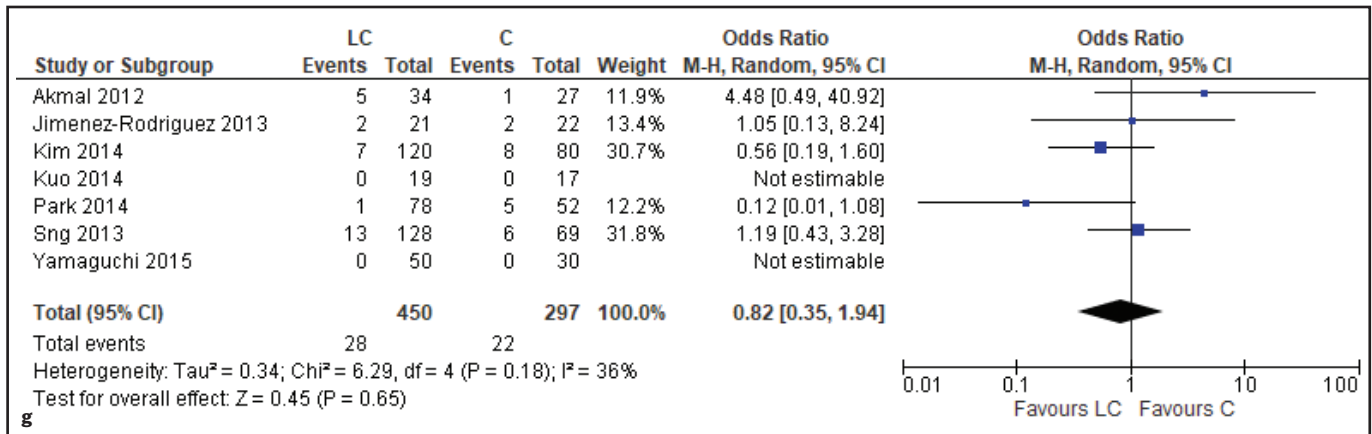 LC C Odds Ratio Odds Ratio
Study or Subgroup Events Total Events Total Weight M-H, Random, 95% CI M-H, Random, 95% CI
Akmal 2012 5 34 1 27 11.9% 4.48 [0.49, 40.92]
Jimenez-Rodriguez 2013 2 21 2 22 13.4% 1.05 [0.13, 8.24]
Kim 2014 7 120 8 80 30.7% 0.56 [0.19, 1.60]
Kuo 2014 0 19 0 17 Not estimable
Park 2014 1 78 5 52 12.2% 0.12 [0.01, 1.08]
Sng 2013 13 128 6 69 31.8% 1.19 [0.43, 3.28]
Yamaguchi 2015 0 50 0 30 Not estimable
Total (95% CI) 450 297 100.0% 0.82 [0.35, 1.94]
Total events 28 22
Heterogeneity: Tau² = 0.34; Chi² = 6.29, df = 4 (P = 0.18); I² = 36%
Test for overall effect: Z = 0.45 (P = 0.65)
0.01 0.1 1 10 100
Favours LC Favours C
g